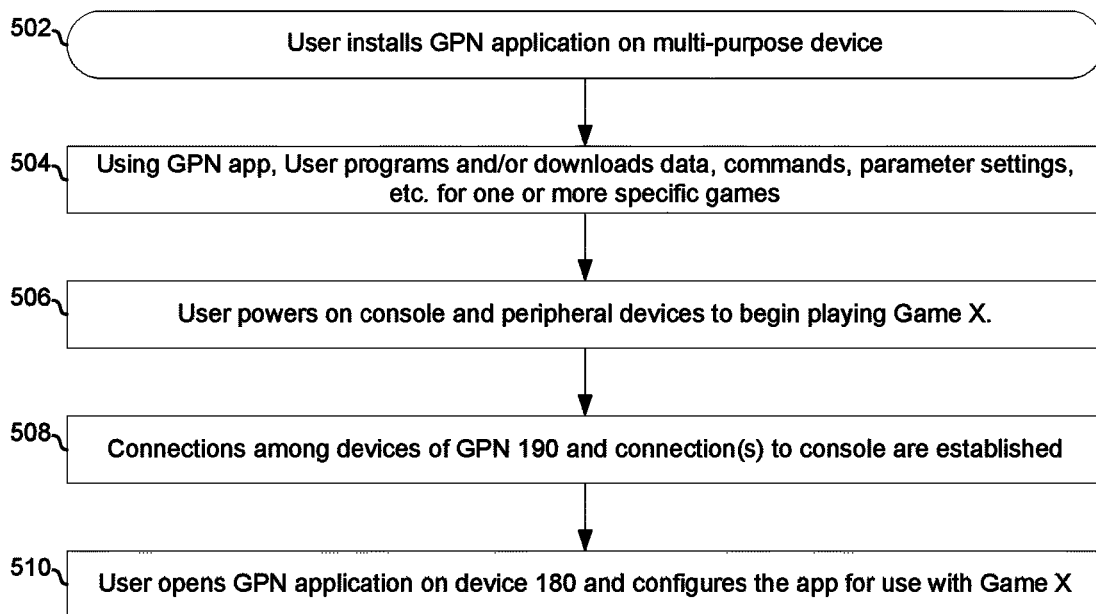 502
User installs GPN application on multi-purpose device
504
Using GPN app, User programs and/or downloads data, commands, parameter settings,
etc. for one or more specific games
506
User powers on console and peripheral devices to begin playing Game X.
508
Connections among devices of GPN 190 and connection(s) to console are established
510
User opens GPN application on device 180 and configures the app for use with Game X